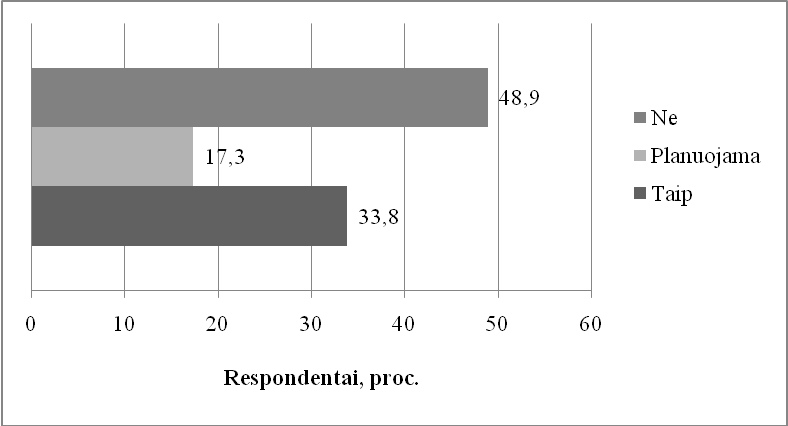 48,9
17,3
33,8
Ne
Planuojama
Taip
0 10 20 30 40 50 60
Respondentai, proc.